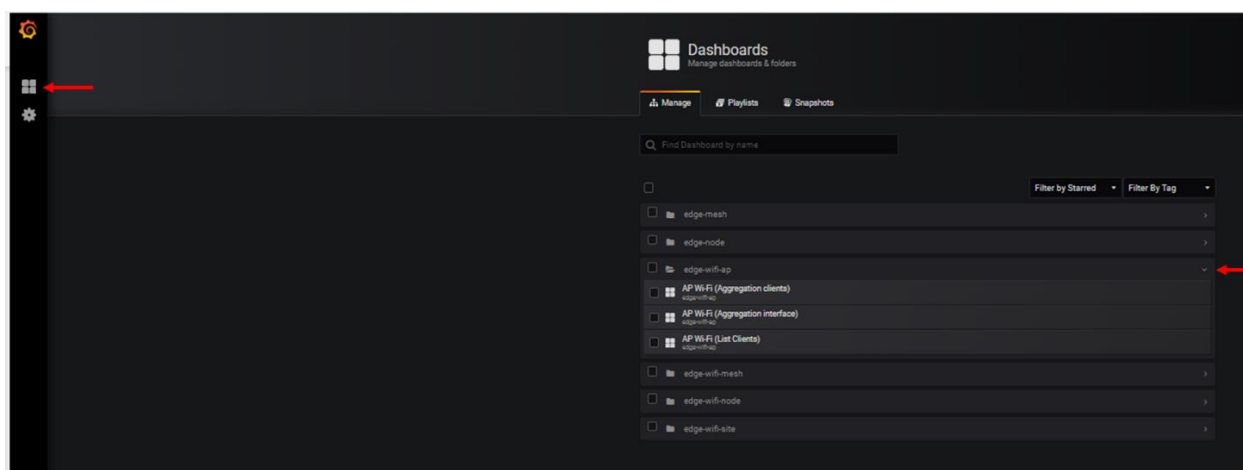 Dashboards
Manage dashboards & folders
Manage Playlists Snapshots
Find Dashboard by name
Filter by Starred Filter By Tag
edge-mesh
edge-node
edge-wifi-ap
AP Wi-Fi (Aggregation clients)
edge-wifi-ap
AP Wi-Fi (Aggregation interface)
edge-wifi-ap
AP Wi-Fi (List Clients)
edge-wifi-ap
edge-wifi-mesh
edge-wifi-node
edge-wifi-site